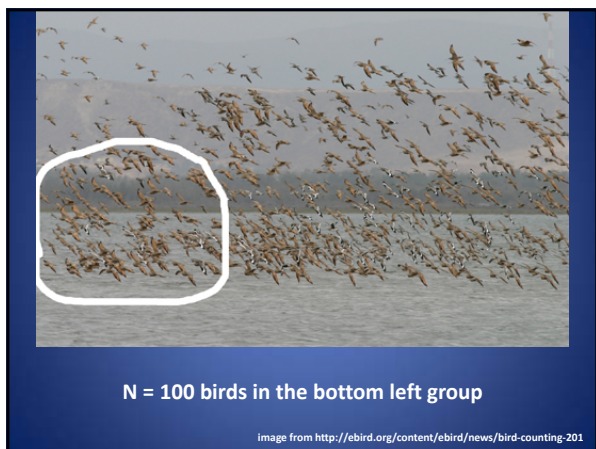 N = 100 birds in the bottom left group
image from http://ebird.org/content/ebird/news/bird-counting-201